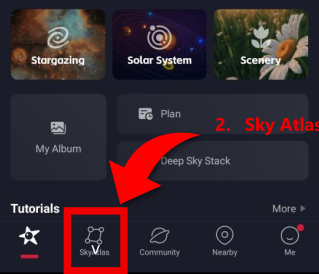 Stargazing
Solar System
Scenery
Plan
2. Sky Atlas
My Album
Deep Sky Stack
Tutorials
More
Sky Atlas
Community
Nearby
Me